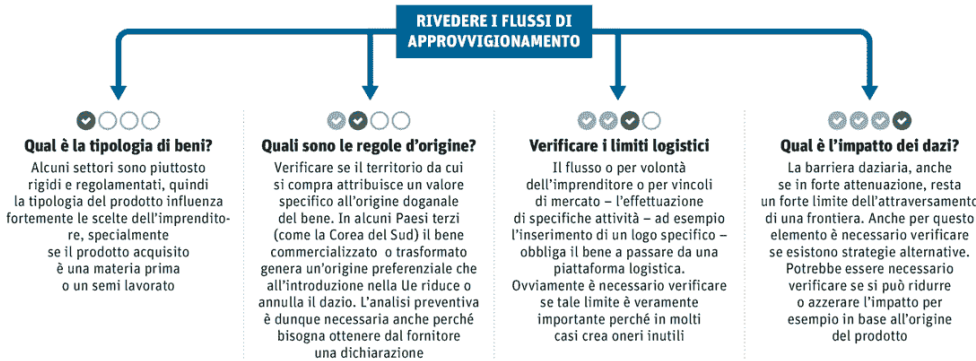 RIVEDERE I FLUSSI DI
APPROVVIGIONAMENTO
Qual è la tipologia di beni?
Alcuni settori sono piuttosto
rigidi e regolamentati, quindi
la tipologia del prodotto influenza
fortemente le scelte dell'imprendito-
re, specialmente
se il prodotto acquisito
è una materia prima
o un semi lavorato
Quali sono le regole d'origine?
Verificare se il territorio da cui
si compra attribuisce un valore
specifico all'origine doganale
del bene. In alcuni Paesi terzi
(come la Corea del Sud) il bene
commercializzato o trasformato
genera un'origine preferenziale che
all'introduzione nella Ue riduce o
annulla il dazio. L'analisi preventiva
è dunque necessaria anche perché
bisogna ottenere dal fornitore
una dichiarazione
Verificare i limiti logistici
Il flusso o per volontà
dell'imprenditore o per vincoli
di mercato – l'effettuazione
di specifiche attività – ad esempio
l'inserimento di un logo specifico –
obbliga il bene a passare da una
piattaforma logistica.
Ovviamente è necessario verificare
se tale limite è veramente
importante perché in molti
casi crea oneri inutili
Qual è l'impatto dei dazi?
La barriera daziaria, anche
se in forte attenuazione, resta
un forte limite dell'attraversamento
di una frontiera. Anche per questo
elemento è necessario verificare
se esistono strategie alternative.
Potrebbe essere necessario
verificare se si può ridurre
o azzerare l'impatto per
esempio in base all'origine
del prodotto